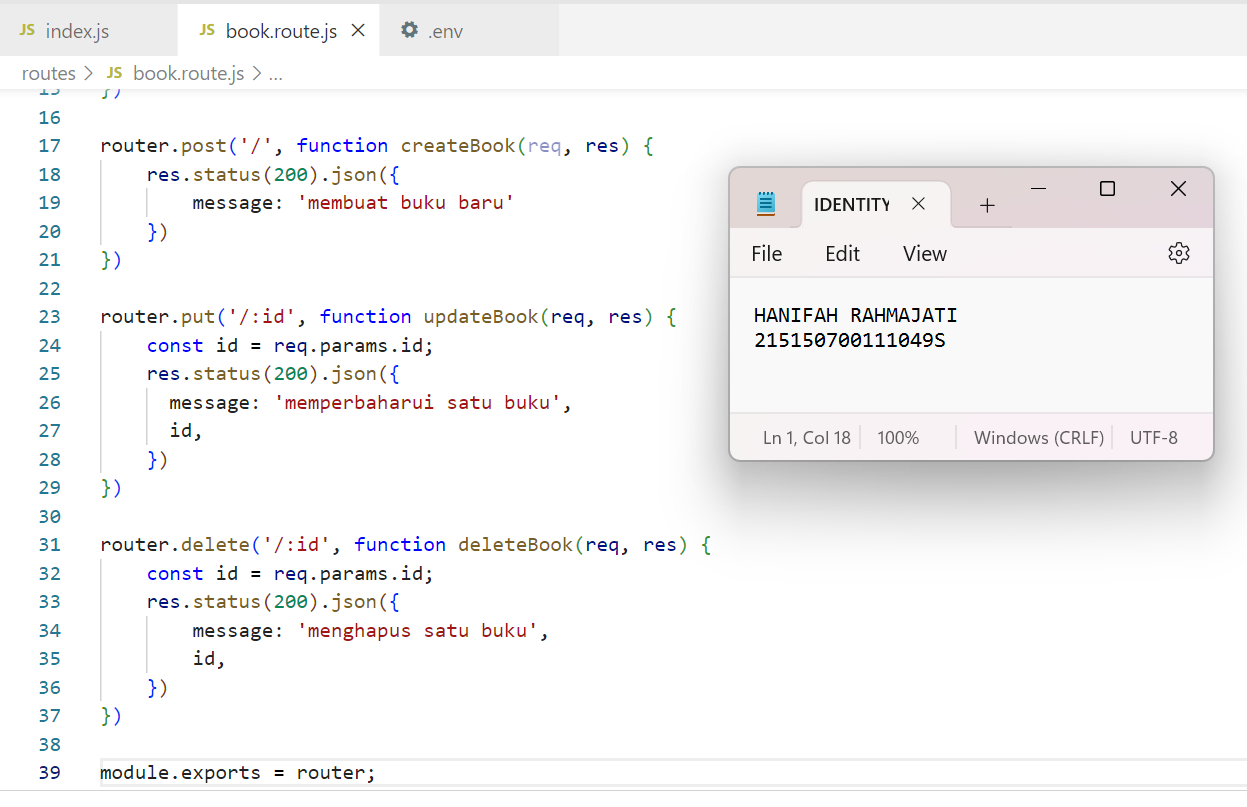 JS index.js
JS book.route.js
.env
routes > JS book.route.js > ...
15 })
16
17 router.post('/', function createBook(req, res) {
18 res.status(200).json({
19 message: 'membuat buku baru'
20 })
21 })
22
23 router.put('/:id', function updateBook(req, res) {
24 const id = req.params.id;
25 res.status(200).json({
26 message: 'memperbaharui satu buku',
27 id,
28 })
29 })
30
31 router.delete('/:id', function deleteBook(req, res) {
32 const id = req.params.id;
33 res.status(200).json({
34 message: 'menghapus satu buku',
35 id,
36 })
37 })
38
39 module.exports = router;
IDENTITY
File Edit View
HANIFAH RAHMAJATI
215150700111049S
Ln 1, Col 18 100% Windows (CRLF) UTF-8